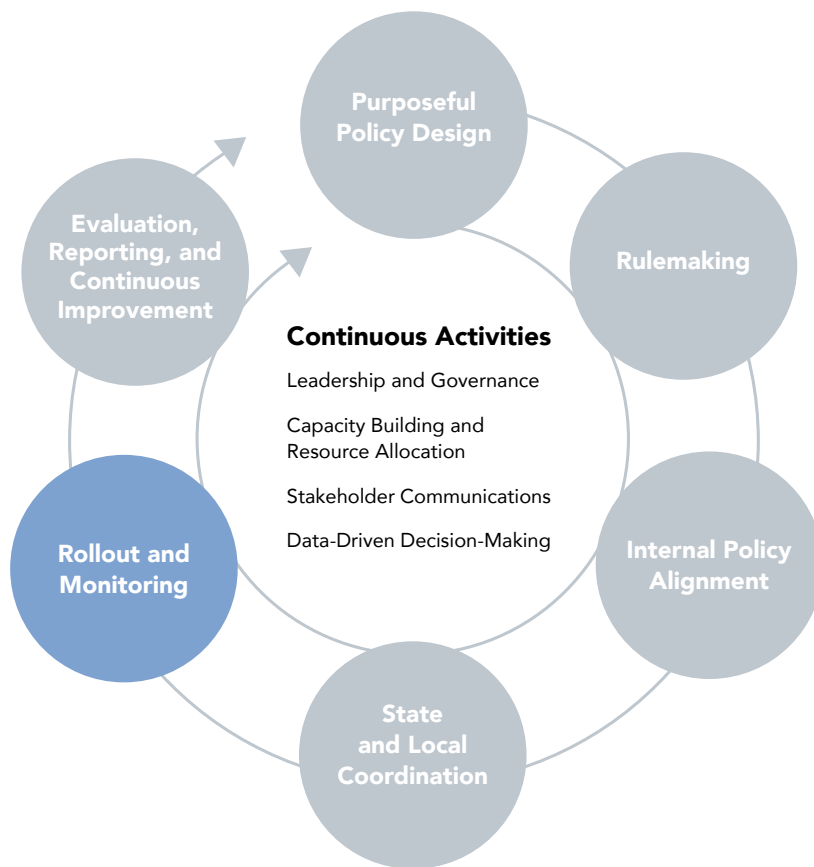 Purposeful
Policy Design
Rulemaking
Internal Policy
Alignment
State
and Local
Coordination
Rollout and
Monitoring
Evaluation,
Reporting, and
Continuous
Improvement
Continuous Activities
Leadership and Governance
Capacity Building and
Resource Allocation
Stakeholder Communications
Data-Driven Decision-Making